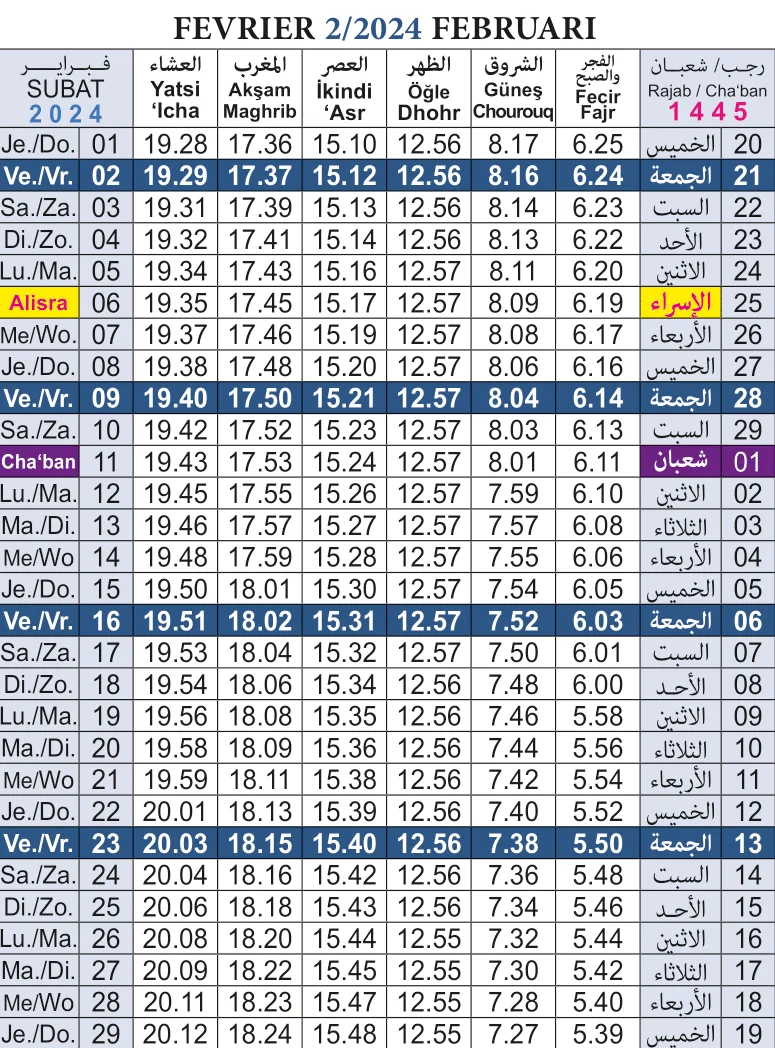 FEVRIER 2/2024 FEBRUARI
فـبـرايـــر العشاء المغرب العصر الظهر الشروق الفجر والصبح رجـب/ شعـبـان
SUBAT Yatsi Akşam İkindi Öğle Güneş Fecir Rajab / Cha‘ban
2024 ‘Icha Maghrib ‘Asr Dhohr Chourouq Fajr 1445
Je./Do. 01 19.28 17.36 15.10 12.56 8.17 6.25 الخميس 20
Ve./Vr. 02 19.29 17.37 15.12 12.56 8.16 6.24 الجمعة 21
Sa./Za. 03 19.31 17.39 15.13 12.56 8.14 6.23 السبت 22
Di./Zo. 04 19.32 17.41 15.14 12.56 8.13 6.22 الأحد 23
Lu./Ma. 05 19.34 17.43 15.16 12.57 8.11 6.20 الاثنين 24
Alisra 06 19.35 17.45 15.17 12.57 8.09 6.19 الإسراء 25
Me/Wo. 07 19.37 17.46 15.19 12.57 8.08 6.17 الأربعاء 26
Je./Do. 08 19.38 17.48 15.20 12.57 8.06 6.16 الخميس 27
Ve./Vr. 09 19.40 17.50 15.21 12.57 8.04 6.14 الجمعة 28
Sa./Za. 10 19.42 17.52 15.23 12.57 8.03 6.13 السبت 29
Cha‘ban 11 19.43 17.53 15.24 12.57 8.01 6.11 شعبان 01
Lu./Ma. 12 19.45 17.55 15.26 12.57 7.59 6.10 الاثنين 02
Ma./Di. 13 19.46 17.57 15.27 12.57 7.57 6.08 الثلاثاء 03
Me/Wo 14 19.48 17.59 15.28 12.57 7.55 6.06 الأربعاء 04
Je./Do. 15 19.50 18.01 15.30 12.57 7.54 6.05 الخميس 05
Ve./Vr. 16 19.51 18.02 15.31 12.57 7.52 6.03 الجمعة 06
Sa./Za. 17 19.53 18.04 15.32 12.57 7.50 6.01 السبت 07
Di./Zo. 18 19.54 18.06 15.34 12.56 7.48 6.00 الأحـد 08
Lu./Ma. 19 19.56 18.08 15.35 12.56 7.46 5.58 الاثنين 09
Ma./Di. 20 19.58 18.09 15.36 12.56 7.44 5.56 الثلاثاء 10
Me/Wo 21 19.59 18.11 15.38 12.56 7.42 5.54 الأربعاء 11
Je./Do. 22 20.01 18.13 15.39 12.56 7.40 5.52 الخميس 12
Ve./Vr. 23 20.03 18.15 15.40 12.56 7.38 5.50 الجمعة 13
Sa./Za. 24 20.04 18.16 15.42 12.56 7.36 5.48 السبت 14
Di./Zo. 25 20.06 18.18 15.43 12.56 7.34 5.46 الأحـد 15
Lu./Ma. 26 20.08 18.20 15.44 12.55 7.32 5.44 الاثنين 16
Ma./Di. 27 20.09 18.22 15.45 12.55 7.30 5.42 الثلاثاء 17
Me/Wo 28 20.11 18.23 15.47 12.55 7.28 5.40 الأربعاء 18
Je./Do. 29 20.12 18.24 15.48 12.55 7.27 5.39 الخميس 19